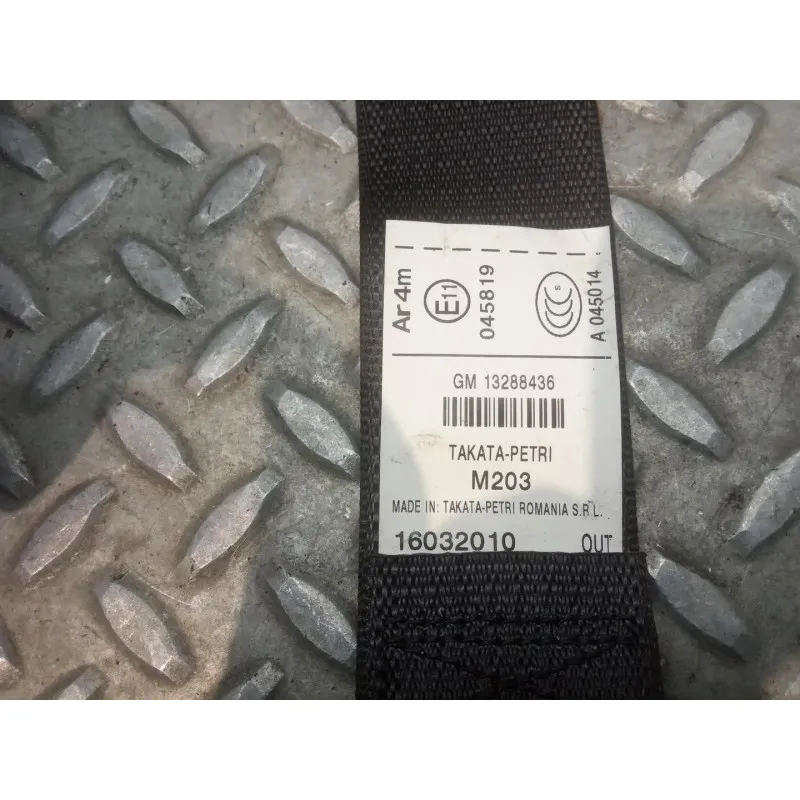 Ar4m
E11
045819
S
A 045014
GM 13288436
TAKATA-PETRI
M203
MADE IN: TAKATA-PETRI ROMANIA S.R.L.
16032010 OUT